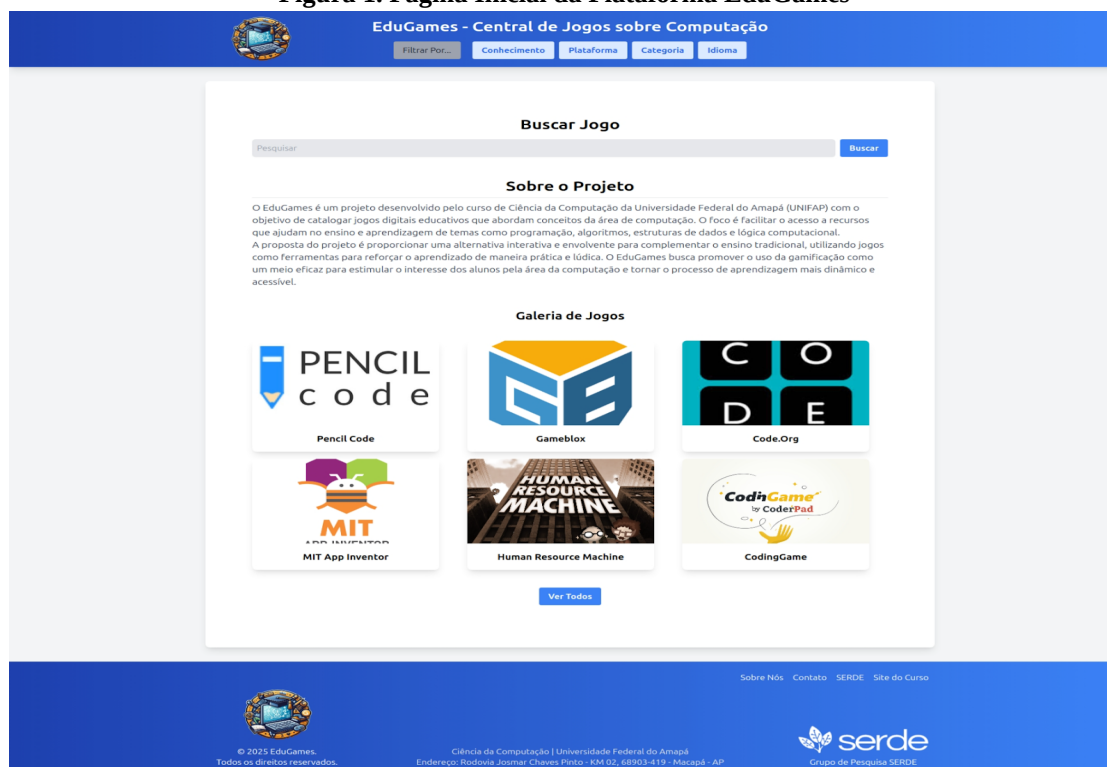 Figura 1. Página Inicial da Plataforma EduGames
EduGames - Central de Jogos sobre Computação
Filtrar Por... Conhecimento Plataforma Categoria Idioma
Buscar Jogo
Pesquisar Buscar
Sobre o Projeto
O EduGames é um projeto desenvolvido pelo curso de Ciência da Computação da Universidade Federal do Amapá (UNIFAP) com o
objetivo de catalogar jogos digitais educativos que abordam conceitos da área de computação. O foco é facilitar o acesso a recursos
que ajudam no ensino e aprendizagem de temas como programação, algoritmos, estruturas de dados e lógica computacional.
A proposta do projeto é proporcionar uma alternativa interativa e envolvente para complementar o ensino tradicional, utilizando jogos
como ferramentas para reforçar o aprendizado de maneira prática e lúdica. O EduGames busca promover o uso da gamificação como
um meio eficaz para estimular o interesse dos alunos pela área da computação e tornar o processo de aprendizagem mais dinâmico e
acessível.
Galeria de Jogos
PENCIL
code
Pencil Code
GB
Gameblox
CO
DE
Code.Org
MIT
APP INVENTOR
MIT App Inventor
HUMAN
RESOURCE
MACHINE
Human Resource Machine
CodinGame
by CoderPad
CodingGame
Ver Todos
Sobre Nós Contato SERDE Site do Curso
© 2025 EduGames.
Todos os direitos reservados.
Ciência da Computação | Universidade Federal do Amapá
Endereço: Rodovia Josmar Chaves Pinto - KM 02, 68903-419 - Macapá - AP
serde
Grupo de Pesquisa SERDE